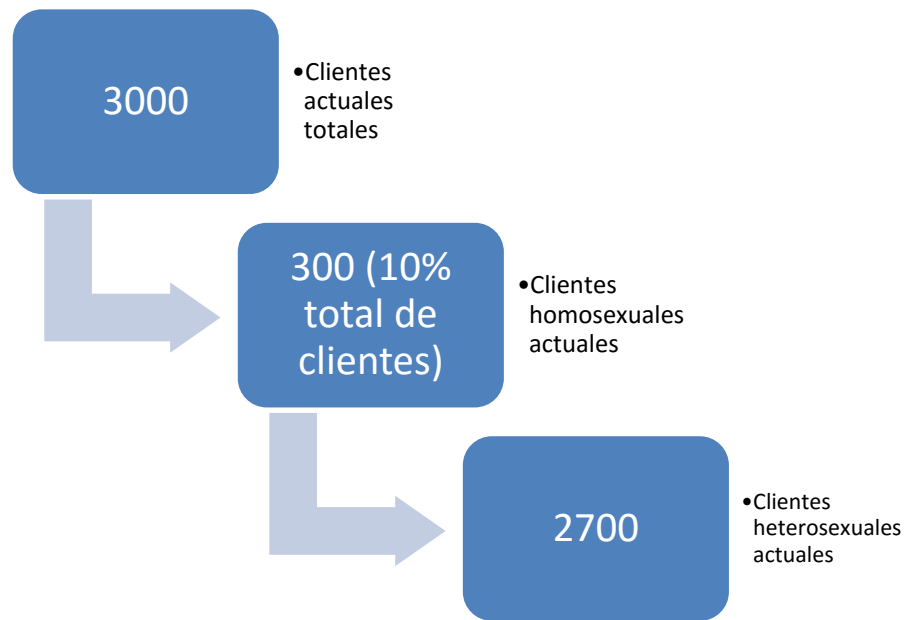 3000
•Clientes
actuales
totales
300 (10%
total de
clientes)
•Clientes
homosexuales
actuales
2700
•Clientes
heterosexuales
actuales